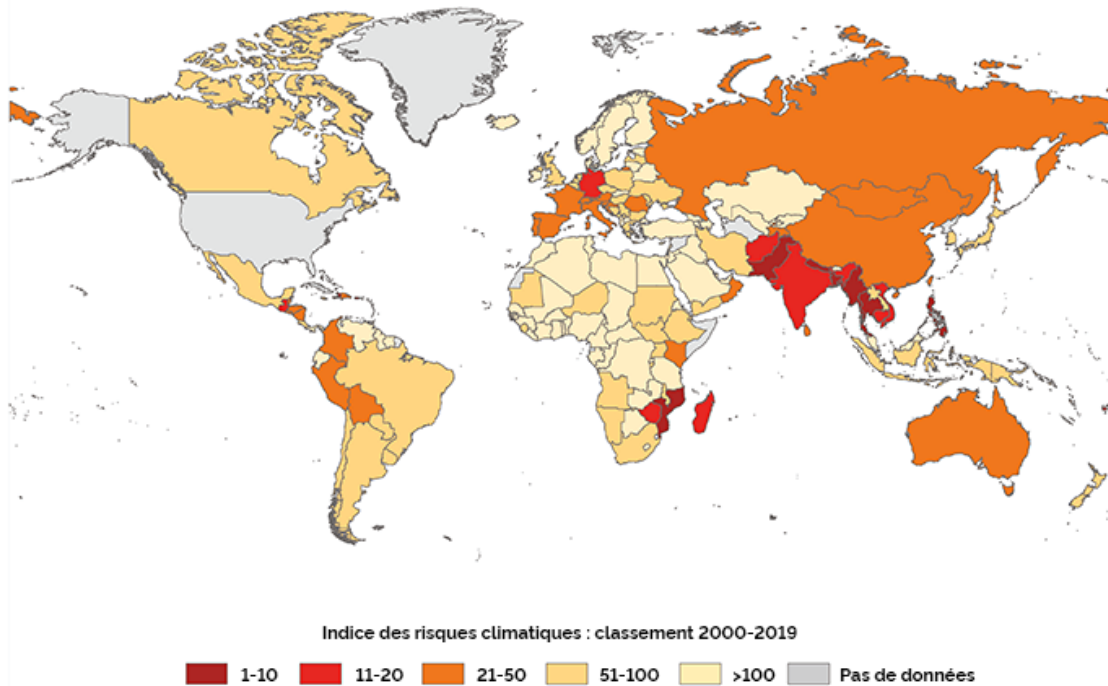 Indice des risques climatiques : classement 2000-2019
1-10 11-20 21-50 51-100 >100 Pas de données